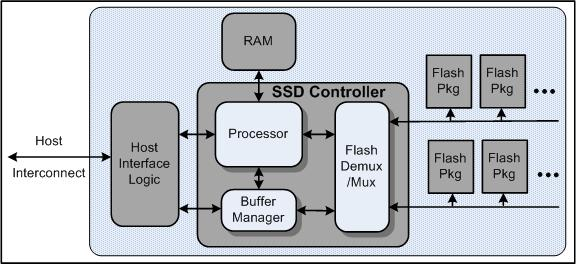 RAM
SSD Controller
Flash
Pkg
Flash
Pkg
...
Host
Interconnect
Host
Interface
Logic
Processor
Flash
Demux
/Mux
Buffer
Manager
Flash
Pkg
Flash
Pkg
...